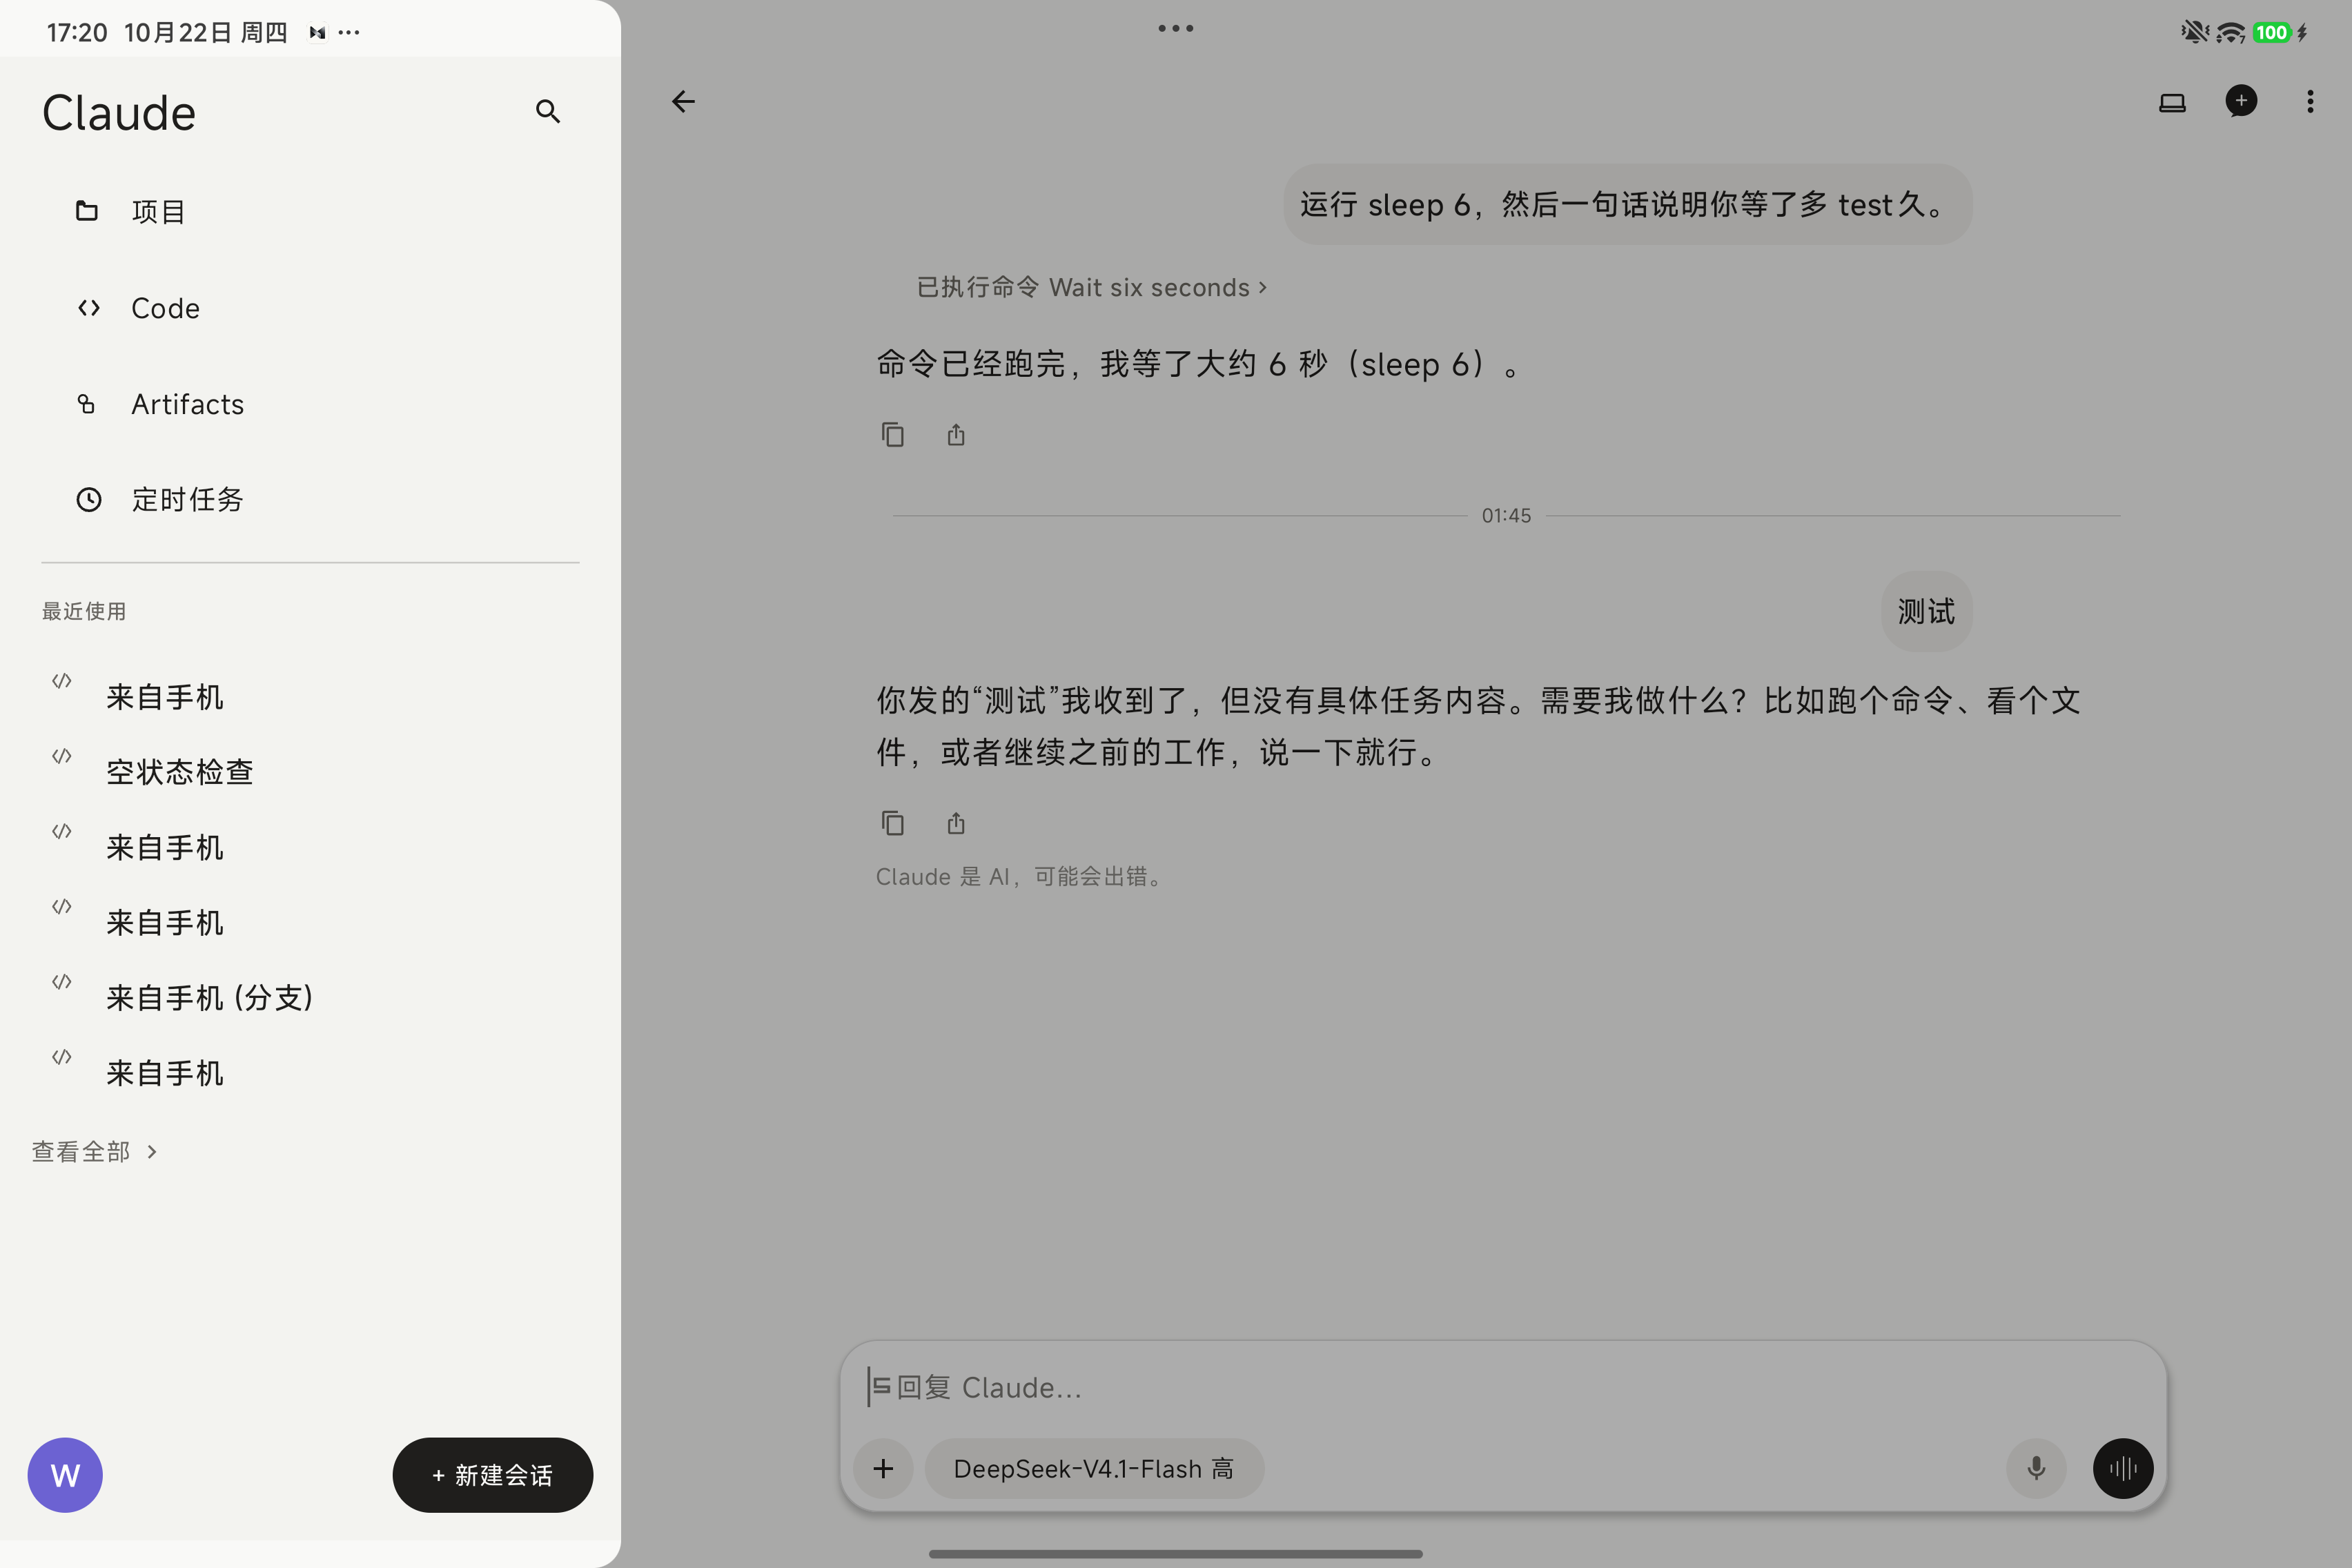 17:20 10月22日 周四
100
Claude
项目
Code
Artifacts
定时任务
最近使用
来自手机
空状态检查
来自手机
来自手机
来自手机 (分支)
来自手机
查看全部
W
+ 新建会话
运行 sleep 6，然后一句话说明你等了多 test久。
已执行命令 Wait six seconds
命令已经跑完，我等了大约 6 秒（sleep 6）。
01:45
测试
你发的“测试”我收到了，但没有具体任务内容。需要我做什么？比如跑个命令、看个文
件，或者继续之前的工作，说一下就行。
Claude 是 AI，可能会出错。
回复 Claude...
DeepSeek-V4.1-Flash 高